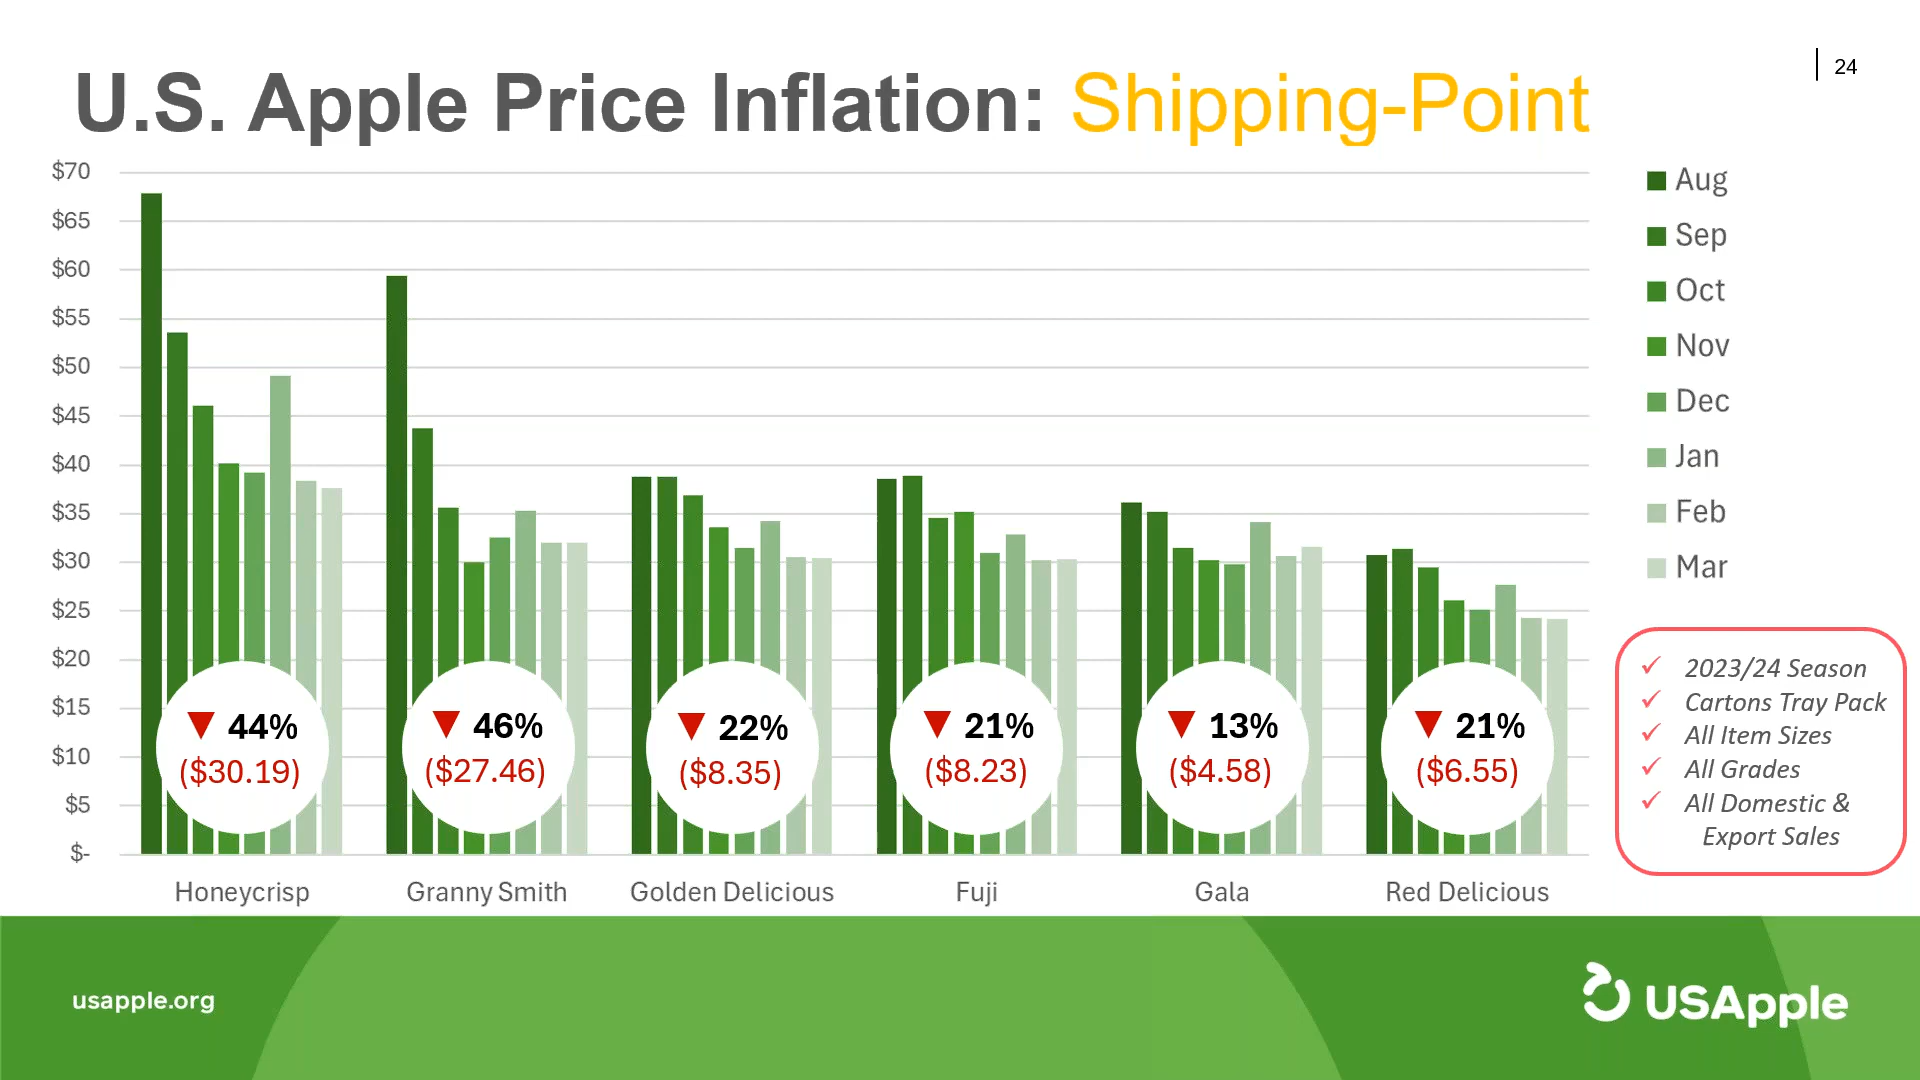 24
U.S. Apple Price Inflation: Shipping-Point
$70
$65
$60
$55
$50
$45
$40
$35
$30
$25
$20
$15
$10
$5
$-
Aug
Sep
Oct
Nov
Dec
Jan
Feb
Mar
44%
($30.19)
46%
($27.46)
22%
($8.35)
21%
($8.23)
13%
($4.58)
21%
($6.55)
Honeycrisp
Granny Smith
Golden Delicious
Fuji
Gala
Red Delicious
2023/24 Season
Cartons Tray Pack
All Item Sizes
All Grades
All Domestic &
Export Sales
usapple.org
USApple